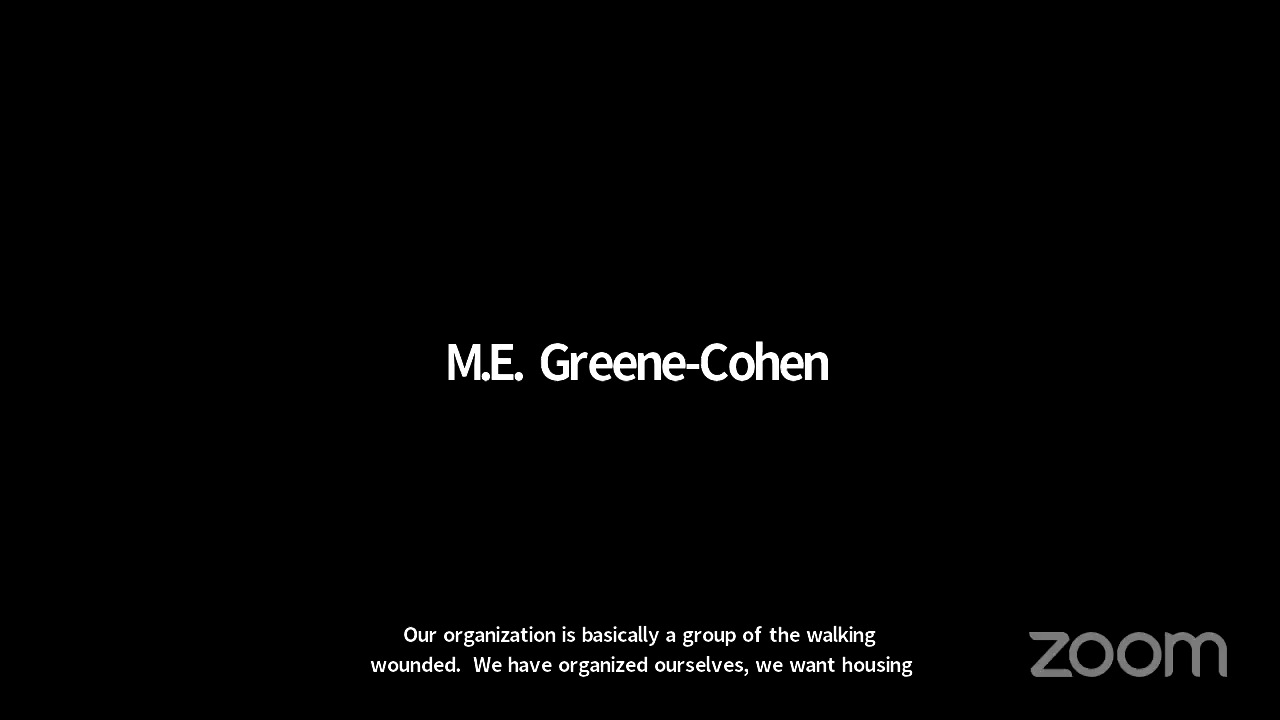 M.E. Greene-Cohen
Our organization is basically a group of the walking
wounded.  We have organized ourselves, we want housing
zoom